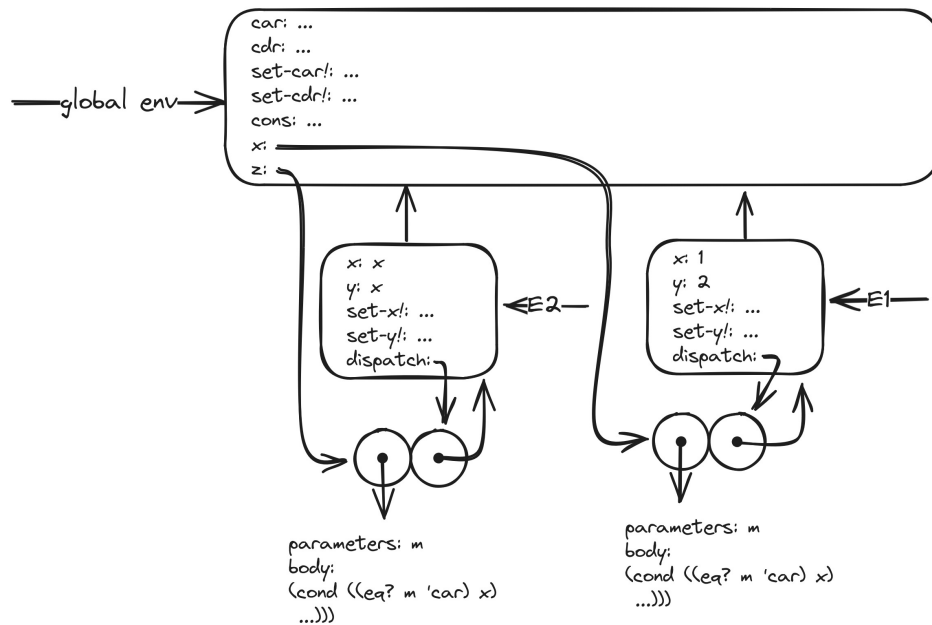 car: ...
cdr: ...
set-car!: ...
set-cdr!: ...
cons: ...
x:
z:
global env
x: x
y: x
set-x!: ...
set-y!: ...
dispatch:
E2
x: 1
y: 2
set-x!: ...
set-y!: ...
dispatch:
E1
parameters: m
body:
(cond ((eq? m 'car) x)
...)))
parameters: m
body:
(cond ((eq? m 'car) x)
...)))